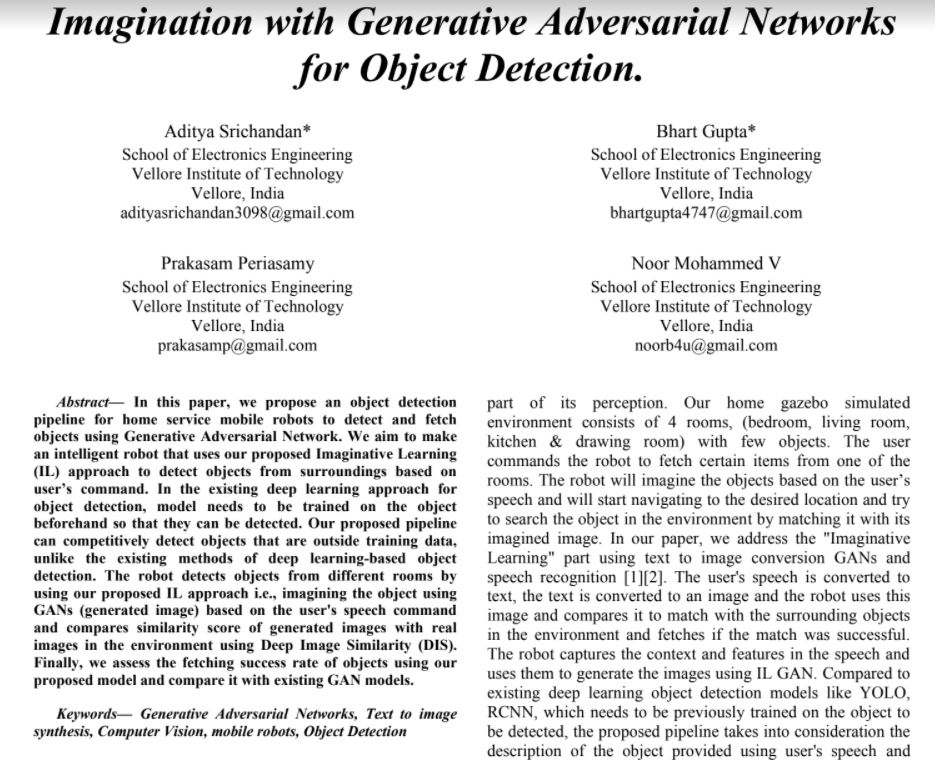 Imagination with Generative Adversarial Networks
for Object Detection.
Aditya Srichandan*
School of Electronics Engineering
Vellore Institute of Technology
Vellore, India
adityasrichandan3098@gmail.com
Bhart Gupta*
School of Electronics Engineering
Vellore Institute of Technology
Vellore, India
bhartgupta4747@gmail.com
Prakasam Periasamy
School of Electronics Engineering
Vellore Institute of Technology
Vellore, India
prakasamp@gmail.com
Noor Mohammed V
School of Electronics Engineering
Vellore Institute of Technology
Vellore, India
noorb4u@gmail.com
Abstract— In this paper, we propose an object detection
pipeline for home service mobile robots to detect and fetch
objects using Generative Adversarial Network. We aim to make
an intelligent robot that uses our proposed Imaginative Learning
(IL) approach to detect objects from surroundings based on
user's command. In the existing deep learning approach for
object detection, model needs to be trained on the object
beforehand so that they can be detected. Our proposed pipeline
can competitively detect objects that are outside training data,
unlike the existing methods of deep learning-based object
detection. The robot detects objects from different rooms by
using our proposed IL approach i.e., imagining the object using
GANs (generated image) based on the user's speech command
and compares similarity score of generated images with real
images in the environment using Deep Image Similarity (DIS).
Finally, we assess the fetching success rate of objects using our
proposed model and compare it with existing GAN models.
Keywords— Generative Adversarial Networks, Text to image
synthesis, Computer Vision, mobile robots, Object Detection
part of its perception. Our home gazebo simulated
environment consists of 4 rooms, (bedroom, living room,
kitchen & drawing room) with few objects. The user
commands the robot to fetch certain items from one of the
rooms. The robot will imagine the objects based on the user's
speech and will start navigating to the desired location and try
to search the object in the environment by matching it with its
imagined image. In our paper, we address the "Imaginative
Learning" part using text to image conversion GANs and
speech recognition [1][2]. The user's speech is converted to
text, the text is converted to an image and the robot uses this
image and compares it to match with the surrounding objects
in the environment and fetches if the match was successful.
The robot captures the context and features in the speech and
uses them to generate the images using IL GAN. Compared to
existing deep learning object detection models like YOLO,
RCNN, which needs to be previously trained on the object to
be detected, the proposed pipeline takes into consideration the
description of the object provided using user's speech and